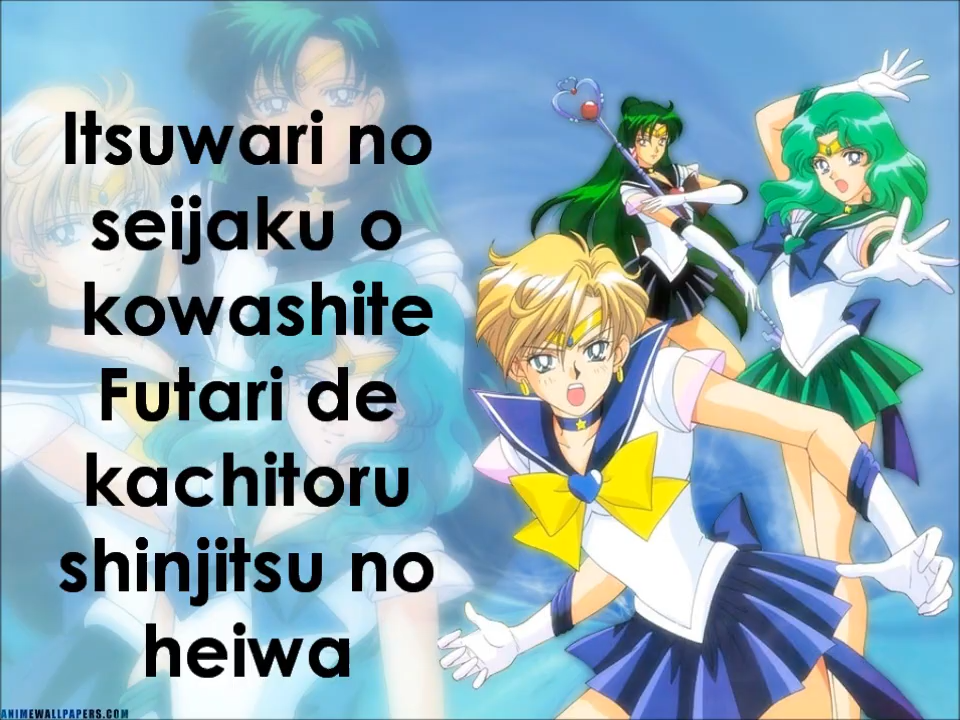 Itsuwari no
seijaku o
kowashite
Futari de
kachitoru
shinjitsu no
heiwa
ANIMEWALLPAPERS.COM